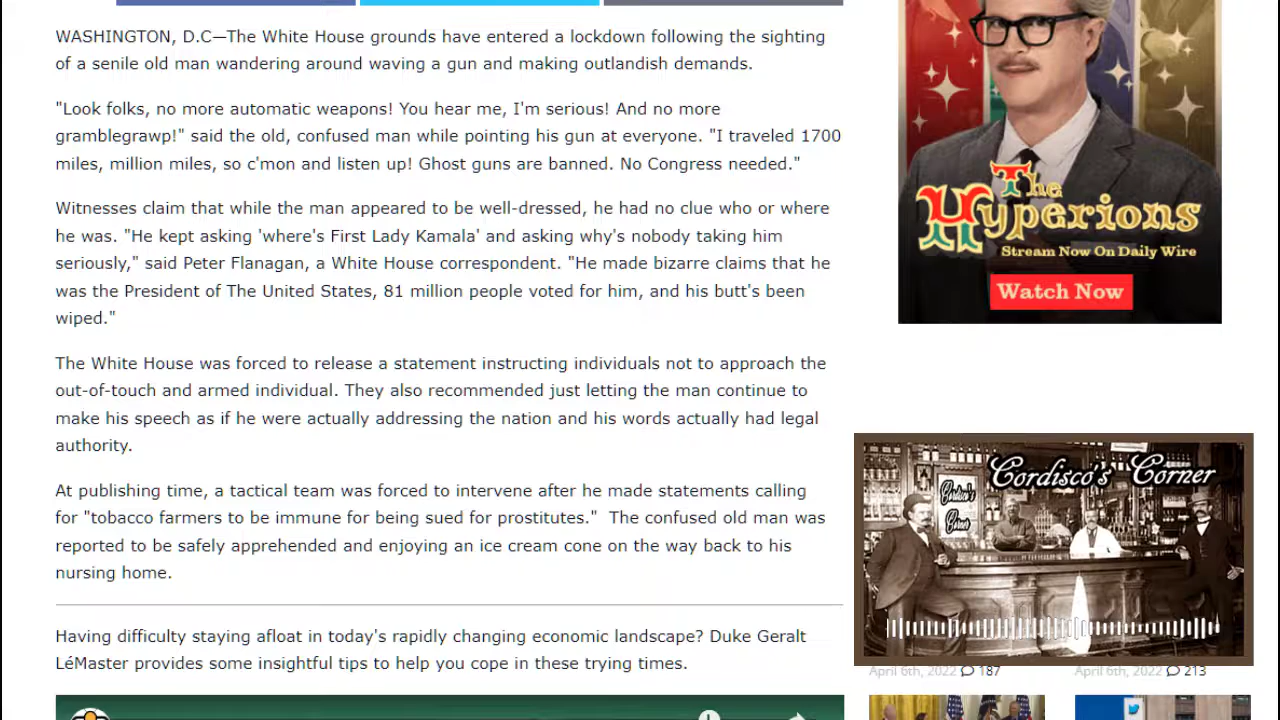 WASHINGTON, D.C—The White House grounds have entered a lockdown following the sighting
of a senile old man wandering around waving a gun and making outlandish demands.
"Look folks, no more automatic weapons! You hear me, I'm serious! And no more
gramblegrawp!" said the old, confused man while pointing his gun at everyone. "I traveled 1700
miles, million miles, so c'mon and listen up! Ghost guns are banned. No Congress needed."
Witnesses claim that while the man appeared to be well-dressed, he had no clue who or where
he was. "He kept asking 'where's First Lady Kamala' and asking why's nobody taking him
seriously," said Peter Flanagan, a White House correspondent. "He made bizarre claims that he
was the President of The United States, 81 million people voted for him, and his butt's been
wiped."
The White House was forced to release a statement instructing individuals not to approach the
out-of-touch and armed individual. They also recommended just letting the man continue to
make his speech as if he were actually addressing the nation and his words actually had legal
authority.
At publishing time, a tactical team was forced to intervene after he made statements calling
for "tobacco farmers to be immune for being sued for prostitutes."  The confused old man was
reported to be safely apprehended and enjoying an ice cream cone on the way back to his
nursing home.
Having difficulty staying afloat in today's rapidly changing economic landscape? Duke Geralt
LéMaster provides some insightful tips to help you cope in these trying times.
The
Hyperions
Stream Now On Daily Wire
Watch Now
Cordisco's Corner
Cordisco's
Corner
April 6th, 2022 187
April 6th, 2022 213